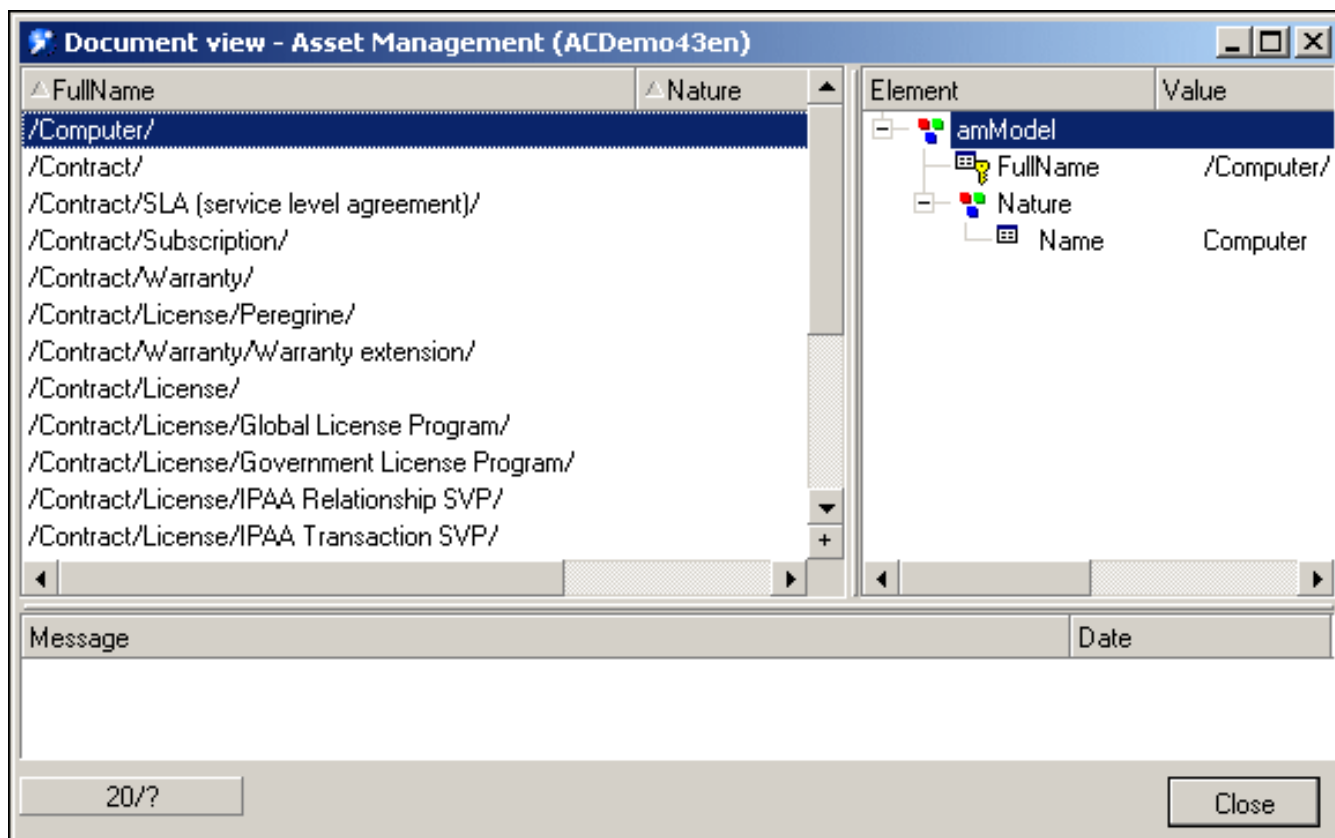 Document view - Asset Management (ACDemo43en)
FullName Nature
/Computer/
/Contract/
/Contract/SLA (service level agreement)/
/Contract/Subscription/
/Contract/Warranty/
/Contract/License/Peregrine/
/Contract/Warranty/Warranty extension/
/Contract/License/
/Contract/License/Global License Program/
/Contract/License/Government License Program/
/Contract/License/IPAA Relationship SVP/
/Contract/License/IPAA Transaction SVP/
Element Value
amModel
FullName /Computer/
Nature
Name Computer
Message Date
20/?
Close